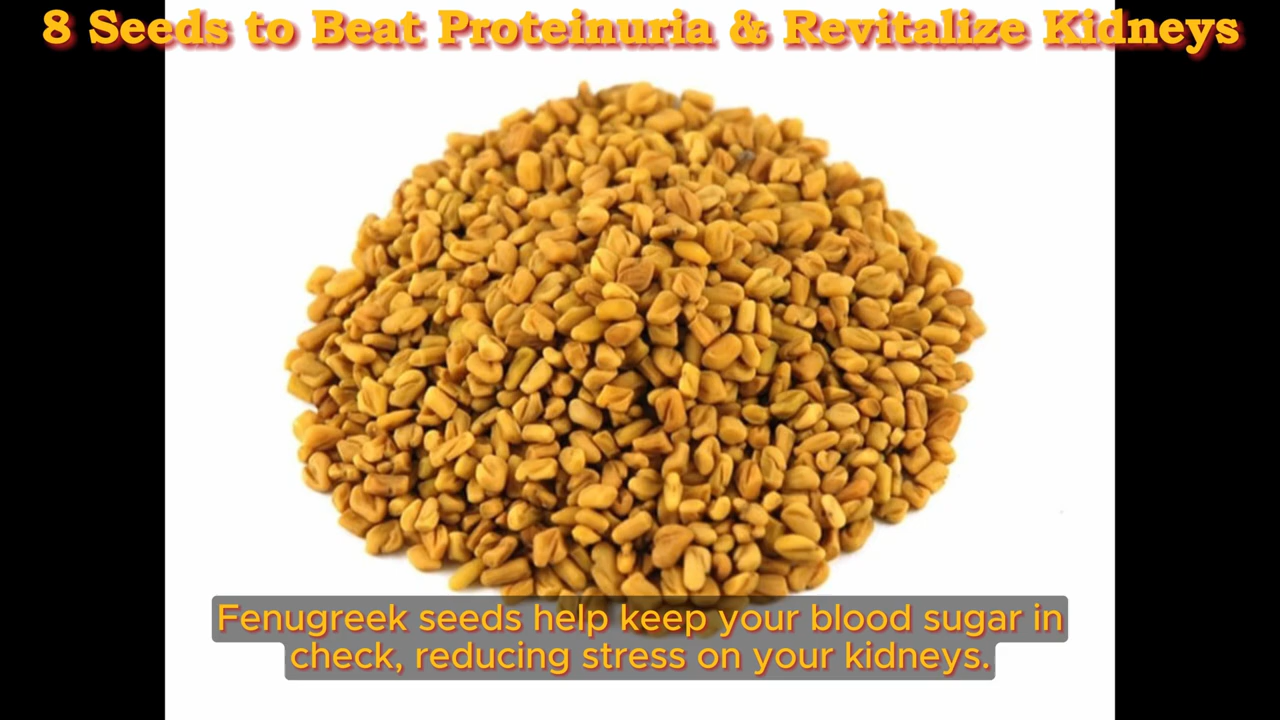 8 Seeds to Beat Proteinuria & Revitalize Kidneys
Fenugreek seeds help keep your blood sugar in
check, reducing stress on your kidneys.